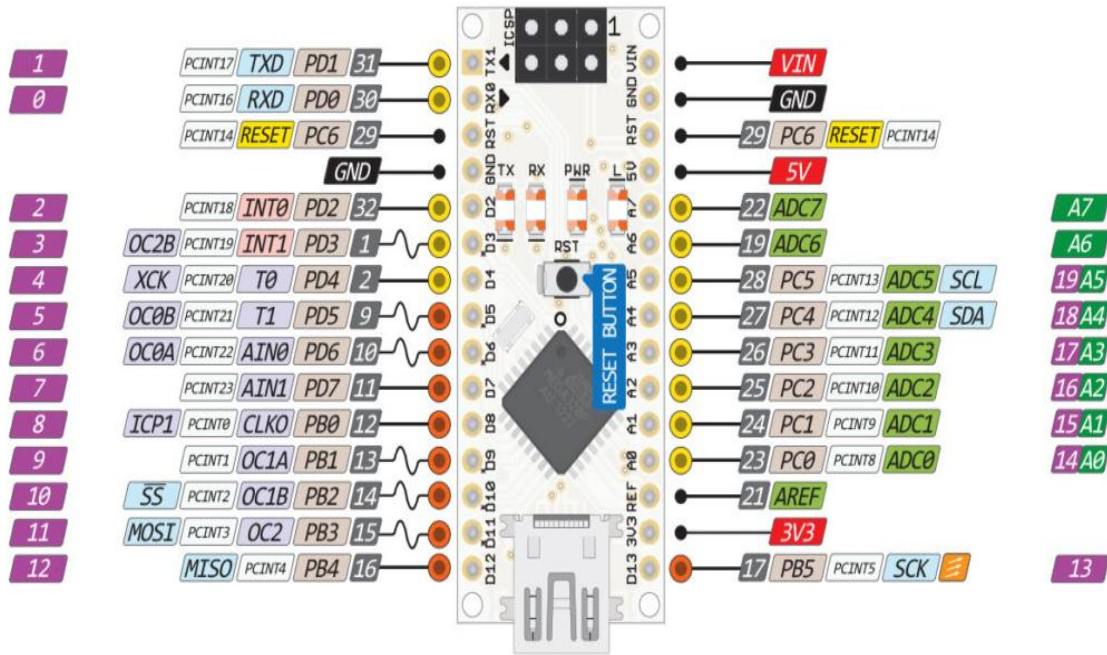 ICSP 1
1 PCINT17 TXD PD1 31 TX1 VIN VIN
0 PCINT16 RXD PD0 30 RX0 GND GND
PCINT14 RESET PC6 29 RST RST 29 PC6 RESET PCINT14
GND GND 5V 5V
TX RX PWR L
2 PCINT18 INT0 PD2 32 D2 A7 22 ADC7 A7
3 OC2B PCINT19 INT1 PD3 1 D3 A6 19 ADC6 A6
RST
4 XCK PCINT20 T0 PD4 2 D4 A5 28 PC5 PCINT13 ADC5 SCL 19 A5
5 OC0B PCINT21 T1 PD5 9 D5 A4 27 PC4 PCINT12 ADC4 SDA 18 A4
RESET BUTTON
6 OC0A PCINT22 AIN0 PD6 10 D6 A3 26 PC3 PCINT11 ADC3 17 A3
7 PCINT23 AIN1 PD7 11 D7 A2 25 PC2 PCINT10 ADC2 16 A2
8 ICP1 PCINT0 CLKO PB0 12 D8 A1 24 PC1 PCINT9 ADC1 15 A1
9 PCINT1 OC1A PB1 13 D9 A0 23 PC0 PCINT8 ADC0 14 A0
10 SS PCINT2 OC1B PB2 14 D10 REF 21 AREF
11 MOSI PCINT3 OC2 PB3 15 D11 3V3 3V3
12 MISO PCINT4 PB4 16 D12 D13 17 PB5 PCINT5 SCK 13